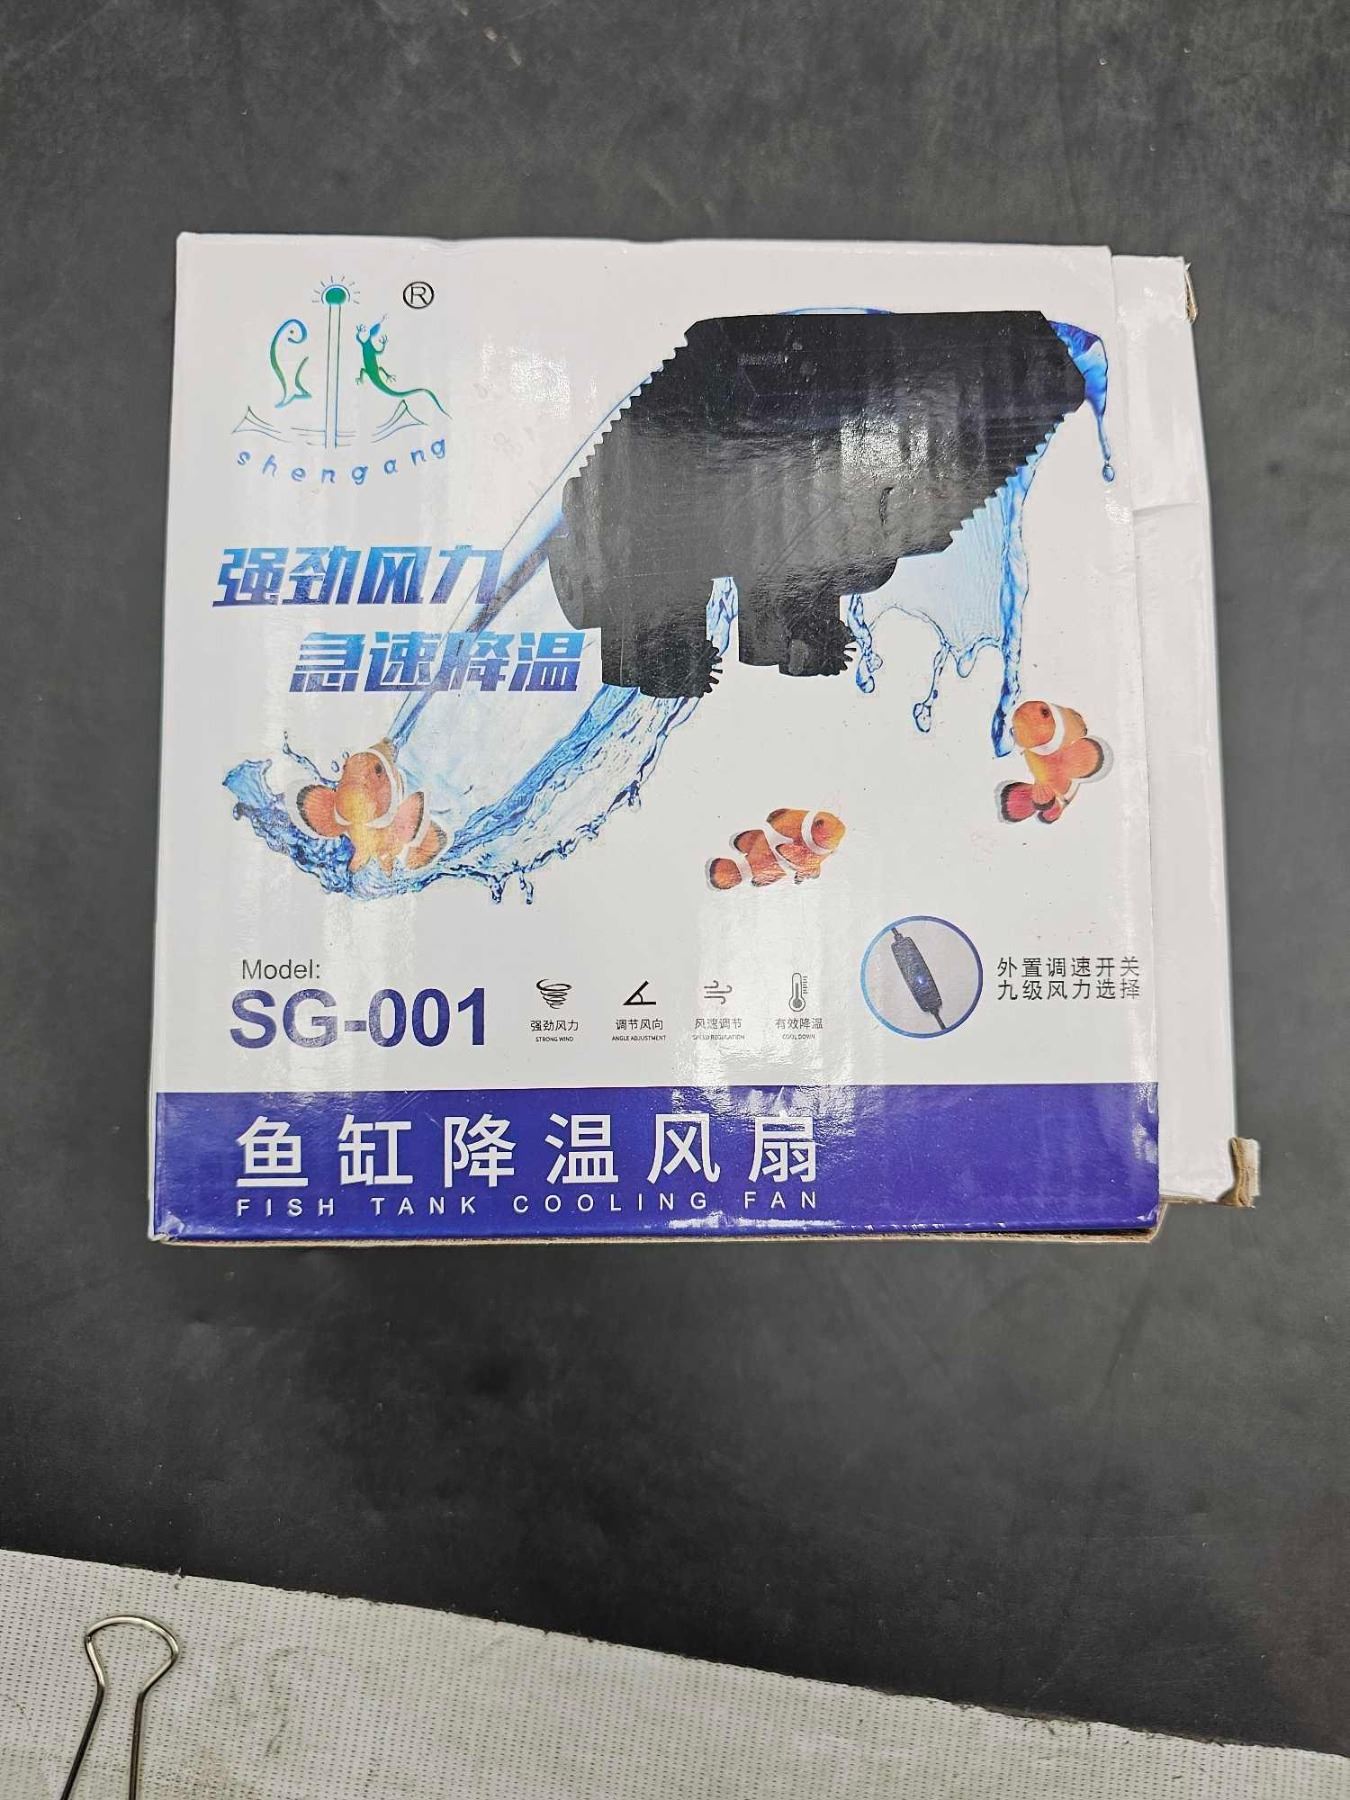 ®
shengang
强劲风力
急速降温
Model:
SG-001
强劲风力
STRONG WIND
调节风向
ANGLE ADJUSTMENT
风速调节
SPEED REGULATION
有效降温
COOL DOWN
外置调速开关
九级风力选择
鱼缸降温风扇
FISH TANK COOLING FAN